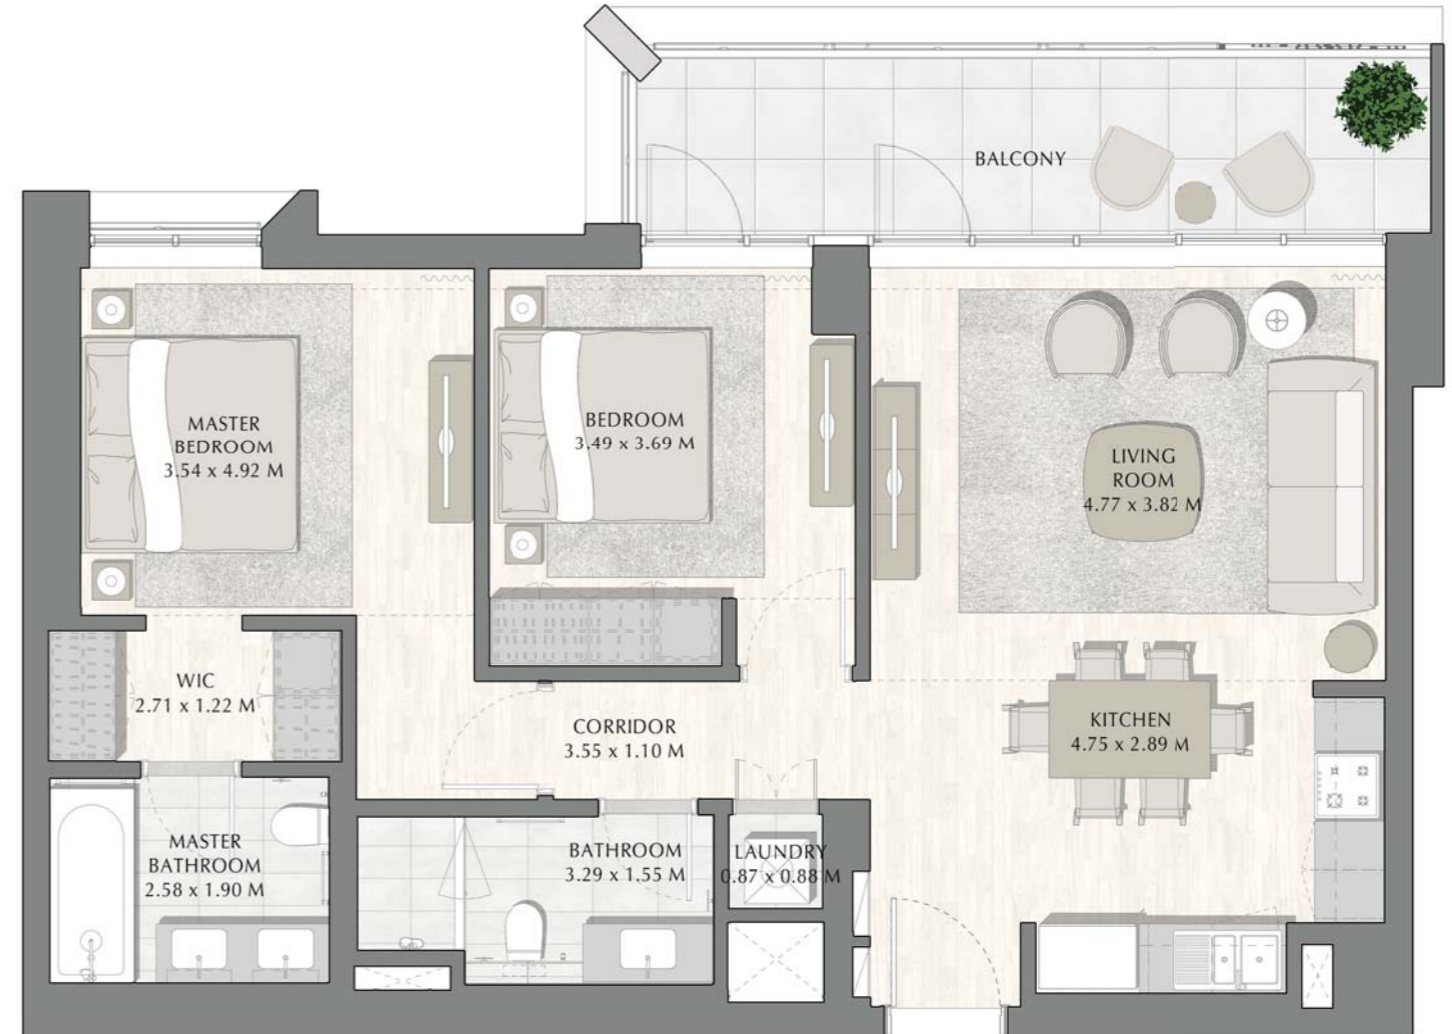 BALCONY
MASTER
BEDROOM
3.54 x 4.92 M
BEDROOM
3.49 x 3.69 M
LIVING
ROOM
4.77 x 3.82 M
WIC
2.71 x 1.22 M
CORRIDOR
3.55 x 1.10 M
KITCHEN
4.75 x 2.89 M
MASTER
BATHROOM
2.58 x 1.90 M
BATHROOM
3.29 x 1.55 M
LAUNDRY
0.87 x 0.88 M